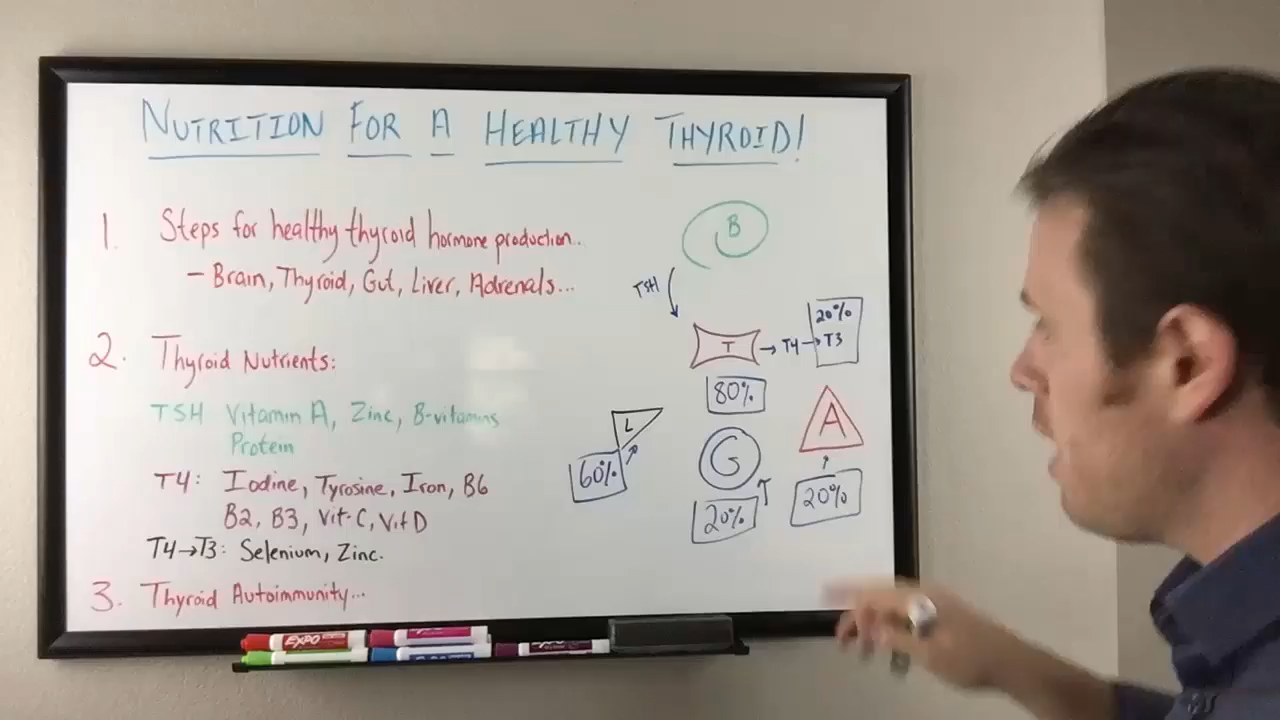 NUTRITION FOR A HEALTHY THYROID!
1. Steps for healthy thyroid hormone production..
- Brain, Thyroid, Gut, Liver, Adrenals...
2. Thyroid Nutrients:
TSH Vitamin A, Zinc, B-vitamins
Protein
T4: Iodine, Tyrosine, Iron, B6
B2, B3, Vit-C, Vit D
T4→T3: Selenium, Zinc.
3. Thyroid Autoimmunity...
B
TSH
T → T4 → T3
20%
80%
L
60%
G
20%
A
20%
EXPO